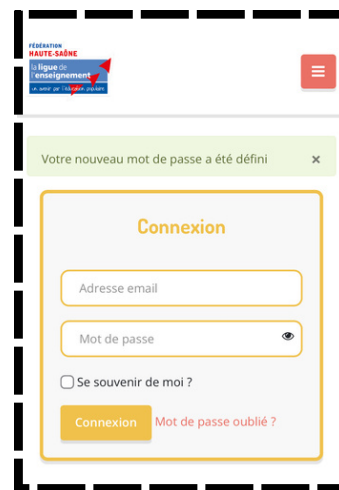 FÉDÉRATION
HAUTE-SAÔNE
la ligue de
l'enseignement
un avenir par l'éducation populaire
Votre nouveau mot de passe a été défini ×
Connexion
Adresse email
Mot de passe
Se souvenir de moi ?
Connexion Mot de passe oublié ?